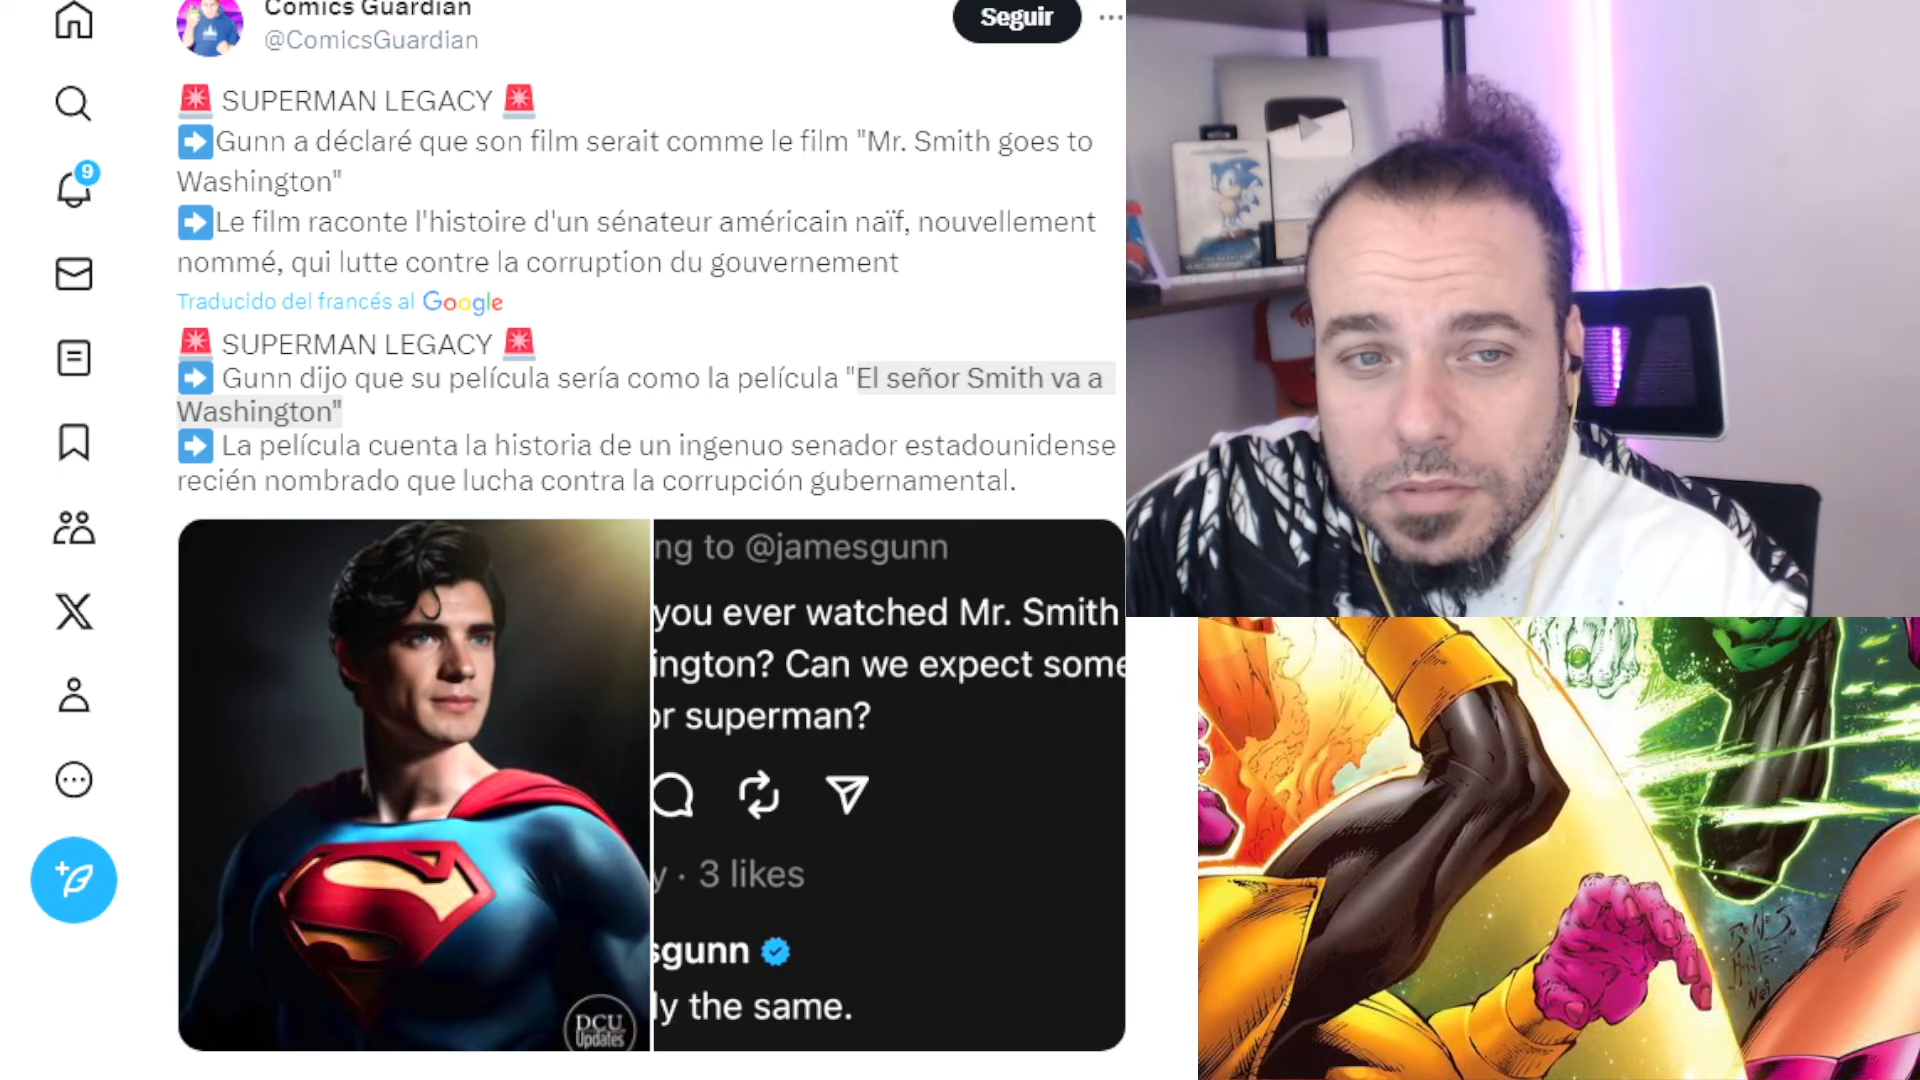 Comics Guardian
@ComicsGuardian
Seguir
9
SUPERMAN LEGACY
Gunn a déclaré que son film serait comme le film "Mr. Smith goes to
Washington"
Le film raconte l'histoire d'un sénateur américain naïf, nouvellement
nommé, qui lutte contre la corruption du gouvernement
Traducido del francés al Google
SUPERMAN LEGACY
Gunn dijo que su película sería como la película "El señor Smith va a
Washington"
La película cuenta la historia de un ingenuo senador estadounidense
recién nombrado que lucha contra la corrupción gubernamental.
DCU
Updates
ng to @jamesgunn
you ever watched Mr. Smith
ington? Can we expect some
or superman?
y · 3 likes
sgunn
ly the same.